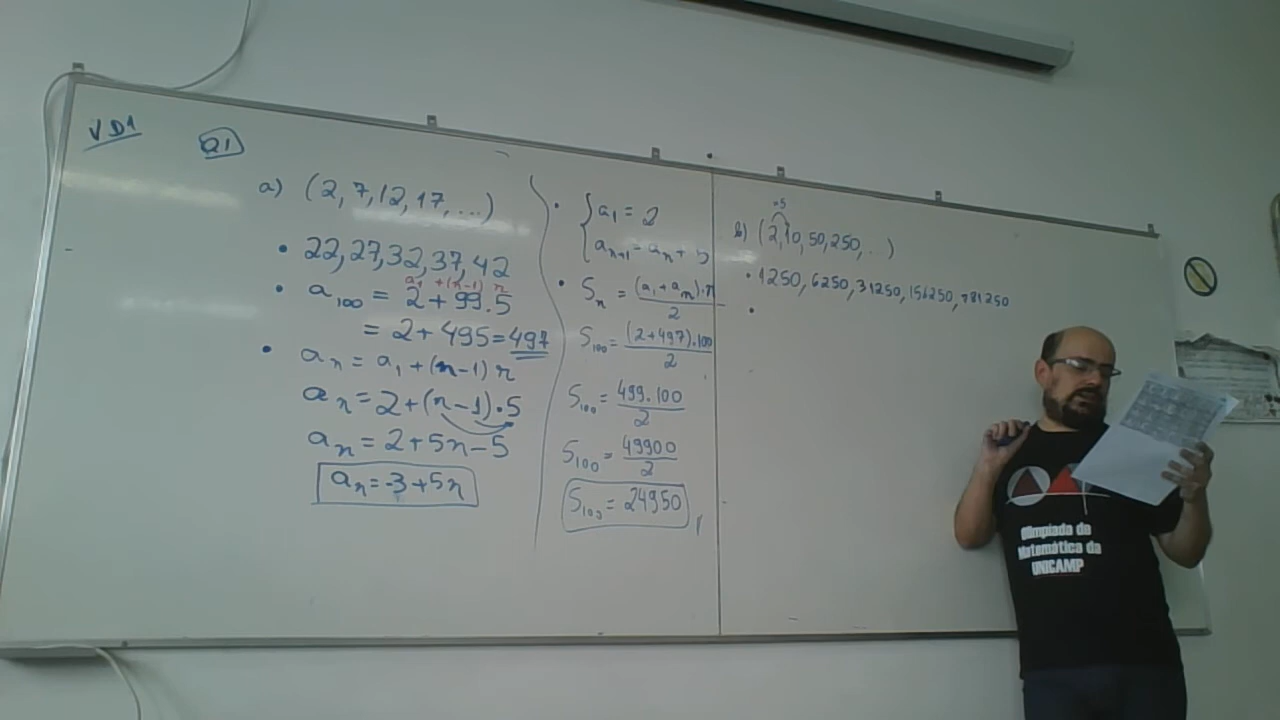 VD1
Q1
a) (2, 7, 12, 17, ...)
• 22, 27, 32, 37, 42
a1 + (n-1) r
• a100 = 2 + 99.5
= 2 + 495 = 497
• an = a1 + (n-1) r
an = 2 + (n-1).5
an = 2 + 5n - 5
an = -3 + 5n
• { a1 = 2
an+1 = an + 5
• Sn = (a1 + an).n / 2
S100 = (2+497).100 / 2
S100 = 499.100 / 2
S100 = 49900 / 2
S100 = 24950
b) (2, 10, 50, 250, ...)
• 1250, 6250, 31250, 156250, 781250
•
Olimpíada de
Matemática da
UNICAMP